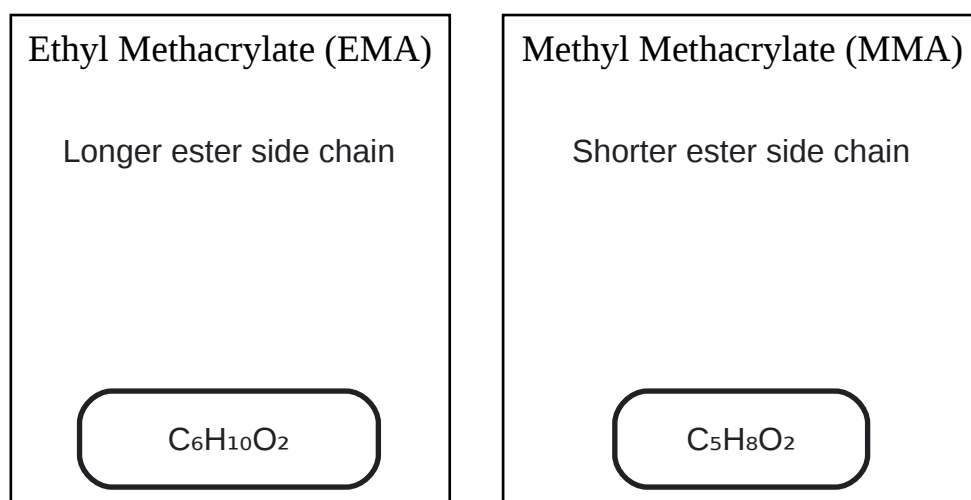 Ethyl Methacrylate (EMA)
Longer ester side chain
C₆H₁₀O₂
Methyl Methacrylate (MMA)
Shorter ester side chain
C₅H₈O₂